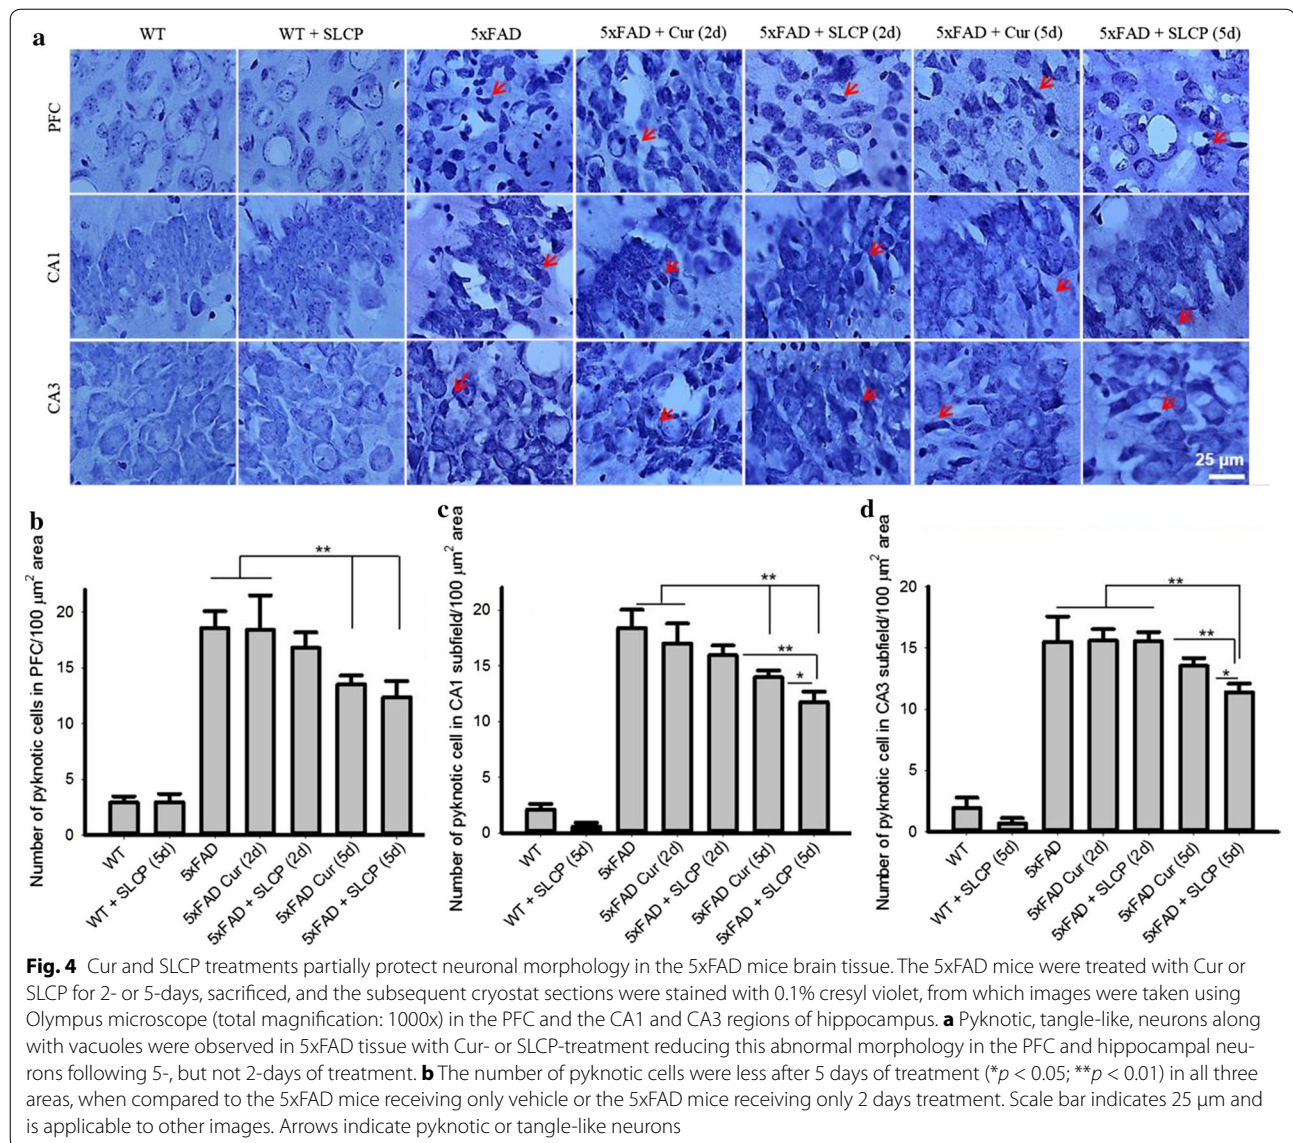 a
WT
WT + SLCP
5xFAD
5xFAD + Cur (2d)
5xFAD + SLCP (2d)
5xFAD + Cur (5d)
5xFAD + SLCP (5d)
PFC
CA1
CA3
25 μm
b
Number of pyknotic cells in PFC/100 μm² area
20
15
10
5
0
**
WT
WT + SLCP (5d)
5xFAD
5xFAD Cur (2d)
5xFAD + SLCP (2d)
5xFAD Cur (5d)
5xFAD + SLCP (5d)
c
Number of pyknotic cell in CA1 subfield/100 μm² area
20
15
10
5
0
**
**
*
WT
WT + SLCP (5d)
5xFAD
5xFAD Cur (2d)
5xFAD + SLCP (2d)
5xFAD Cur (5d)
5xFAD + SLCP (5d)
d
Number of pyknotic cell in CA3 subfield/100 μm² area
20
15
10
5
0
**
**
*
WT
WT + SLCP (5d)
5xFAD
5xFAD Cur (2d)
5xFAD + SLCP (2d)
5xFAD Cur (5d)
5xFAD + SLCP (5d)
Fig. 4 Cur and SLCP treatments partially protect neuronal morphology in the 5xFAD mice brain tissue. The 5xFAD mice were treated with Cur or
SLCP for 2- or 5-days, sacrificed, and the subsequent cryostat sections were stained with 0.1% cresyl violet, from which images were taken using
Olympus microscope (total magnification: 1000x) in the PFC and the CA1 and CA3 regions of hippocampus. a Pyknotic, tangle-like, neurons along
with vacuoles were observed in 5xFAD tissue with Cur- or SLCP-treatment reducing this abnormal morphology in the PFC and hippocampal neu-
rons following 5-, but not 2-days of treatment. b The number of pyknotic cells were less after 5 days of treatment (*p < 0.05; **p < 0.01) in all three
areas, when compared to the 5xFAD mice receiving only vehicle or the 5xFAD mice receiving only 2 days treatment. Scale bar indicates 25 μm and
is applicable to other images. Arrows indicate pyknotic or tangle-like neurons